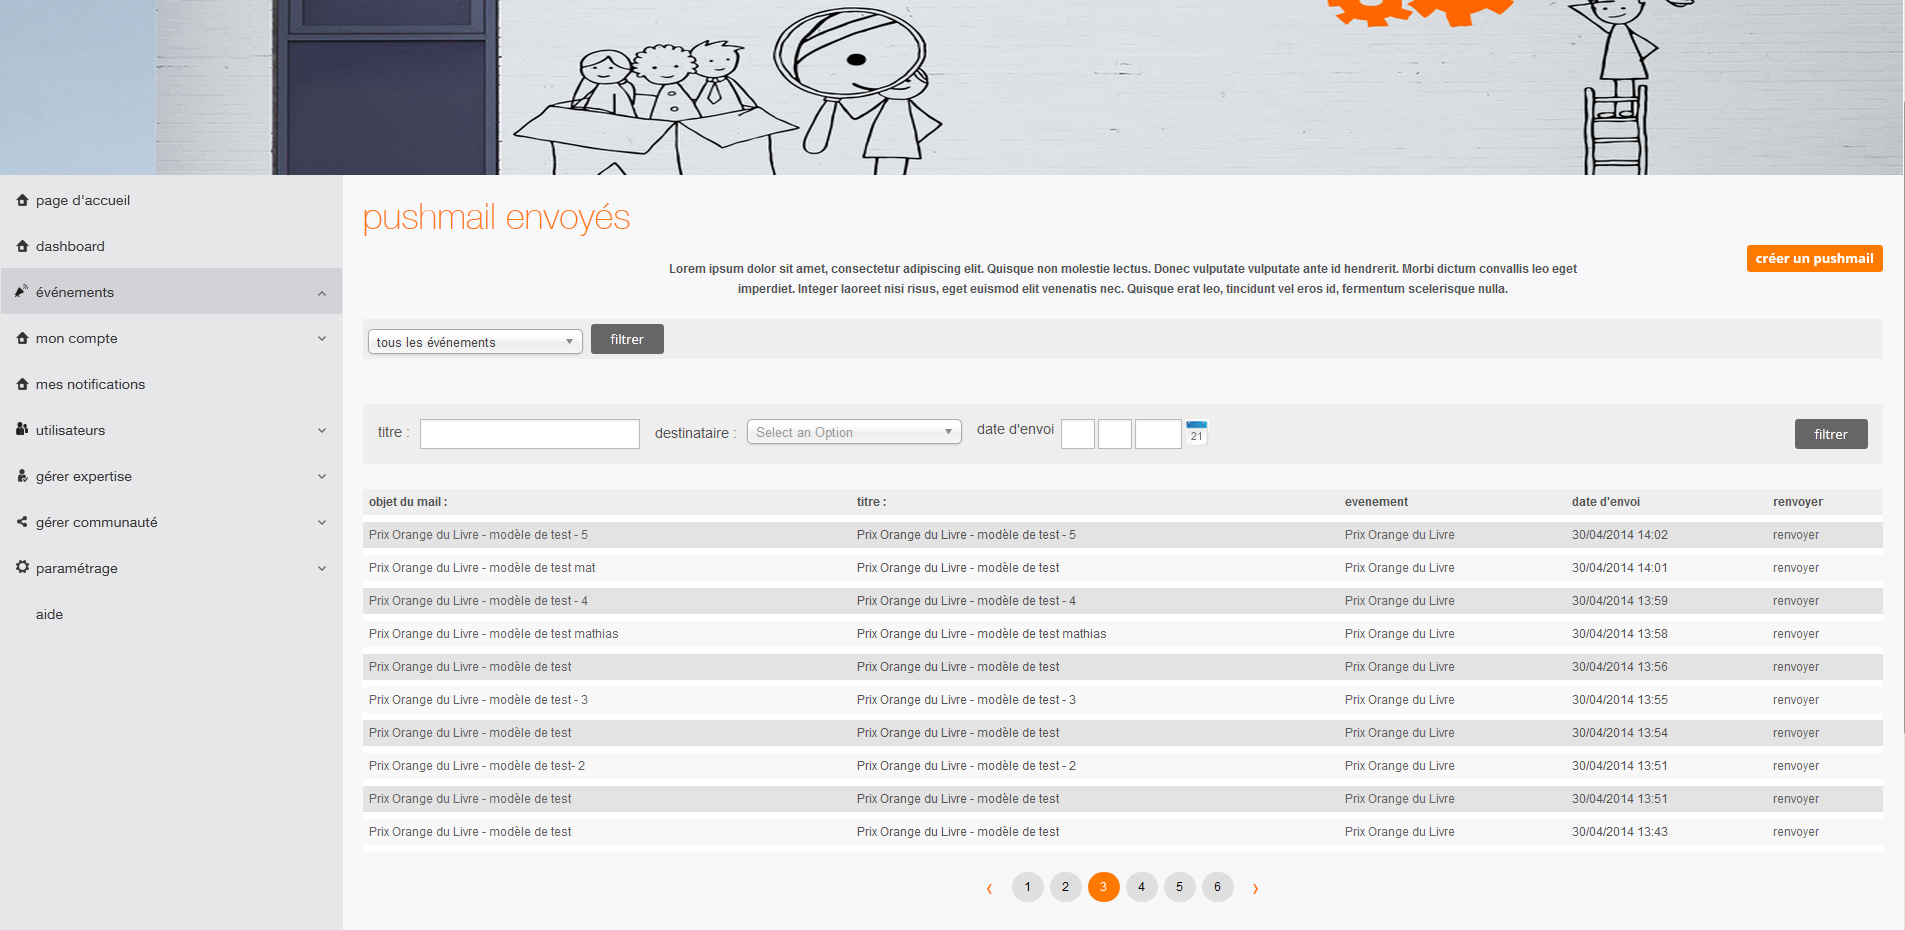 page d'accueil
dashboard
événements
mon compte
mes notifications
utilisateurs
gérer expertise
gérer communauté
paramétrage
aide
pushmail envoyés
créer un pushmail
Lorem ipsum dolor sit amet, consectetur adipiscing elit. Quisque non molestie lectus. Donec vulputate vulputate ante id hendrerit. Morbi dictum convallis leo eget
imperdiet. Integer laoreet nisi risus, eget euismod elit venenatis nec. Quisque erat leo, tincidunt vel eros id, fermentum scelerisque nulla.
tous les événements filtrer
titre : destinataire : Select an Option date d'envoi 21 filtrer
objet du mail : titre : evenement date d'envoi renvoyer
Prix Orange du Livre - modèle de test - 5 Prix Orange du Livre - modèle de test - 5 Prix Orange du Livre 30/04/2014 14:02 renvoyer
Prix Orange du Livre - modèle de test mat Prix Orange du Livre - modèle de test Prix Orange du Livre 30/04/2014 14:01 renvoyer
Prix Orange du Livre - modèle de test - 4 Prix Orange du Livre - modèle de test - 4 Prix Orange du Livre 30/04/2014 13:59 renvoyer
Prix Orange du Livre - modèle de test mathias Prix Orange du Livre - modèle de test mathias Prix Orange du Livre 30/04/2014 13:58 renvoyer
Prix Orange du Livre - modèle de test Prix Orange du Livre - modèle de test Prix Orange du Livre 30/04/2014 13:56 renvoyer
Prix Orange du Livre - modèle de test - 3 Prix Orange du Livre - modèle de test - 3 Prix Orange du Livre 30/04/2014 13:55 renvoyer
Prix Orange du Livre - modèle de test Prix Orange du Livre - modèle de test Prix Orange du Livre 30/04/2014 13:54 renvoyer
Prix Orange du Livre - modèle de test- 2 Prix Orange du Livre - modèle de test - 2 Prix Orange du Livre 30/04/2014 13:51 renvoyer
Prix Orange du Livre - modèle de test Prix Orange du Livre - modèle de test Prix Orange du Livre 30/04/2014 13:51 renvoyer
Prix Orange du Livre - modèle de test Prix Orange du Livre - modèle de test Prix Orange du Livre 30/04/2014 13:43 renvoyer
‹ 1 2 3 4 5 6 ›